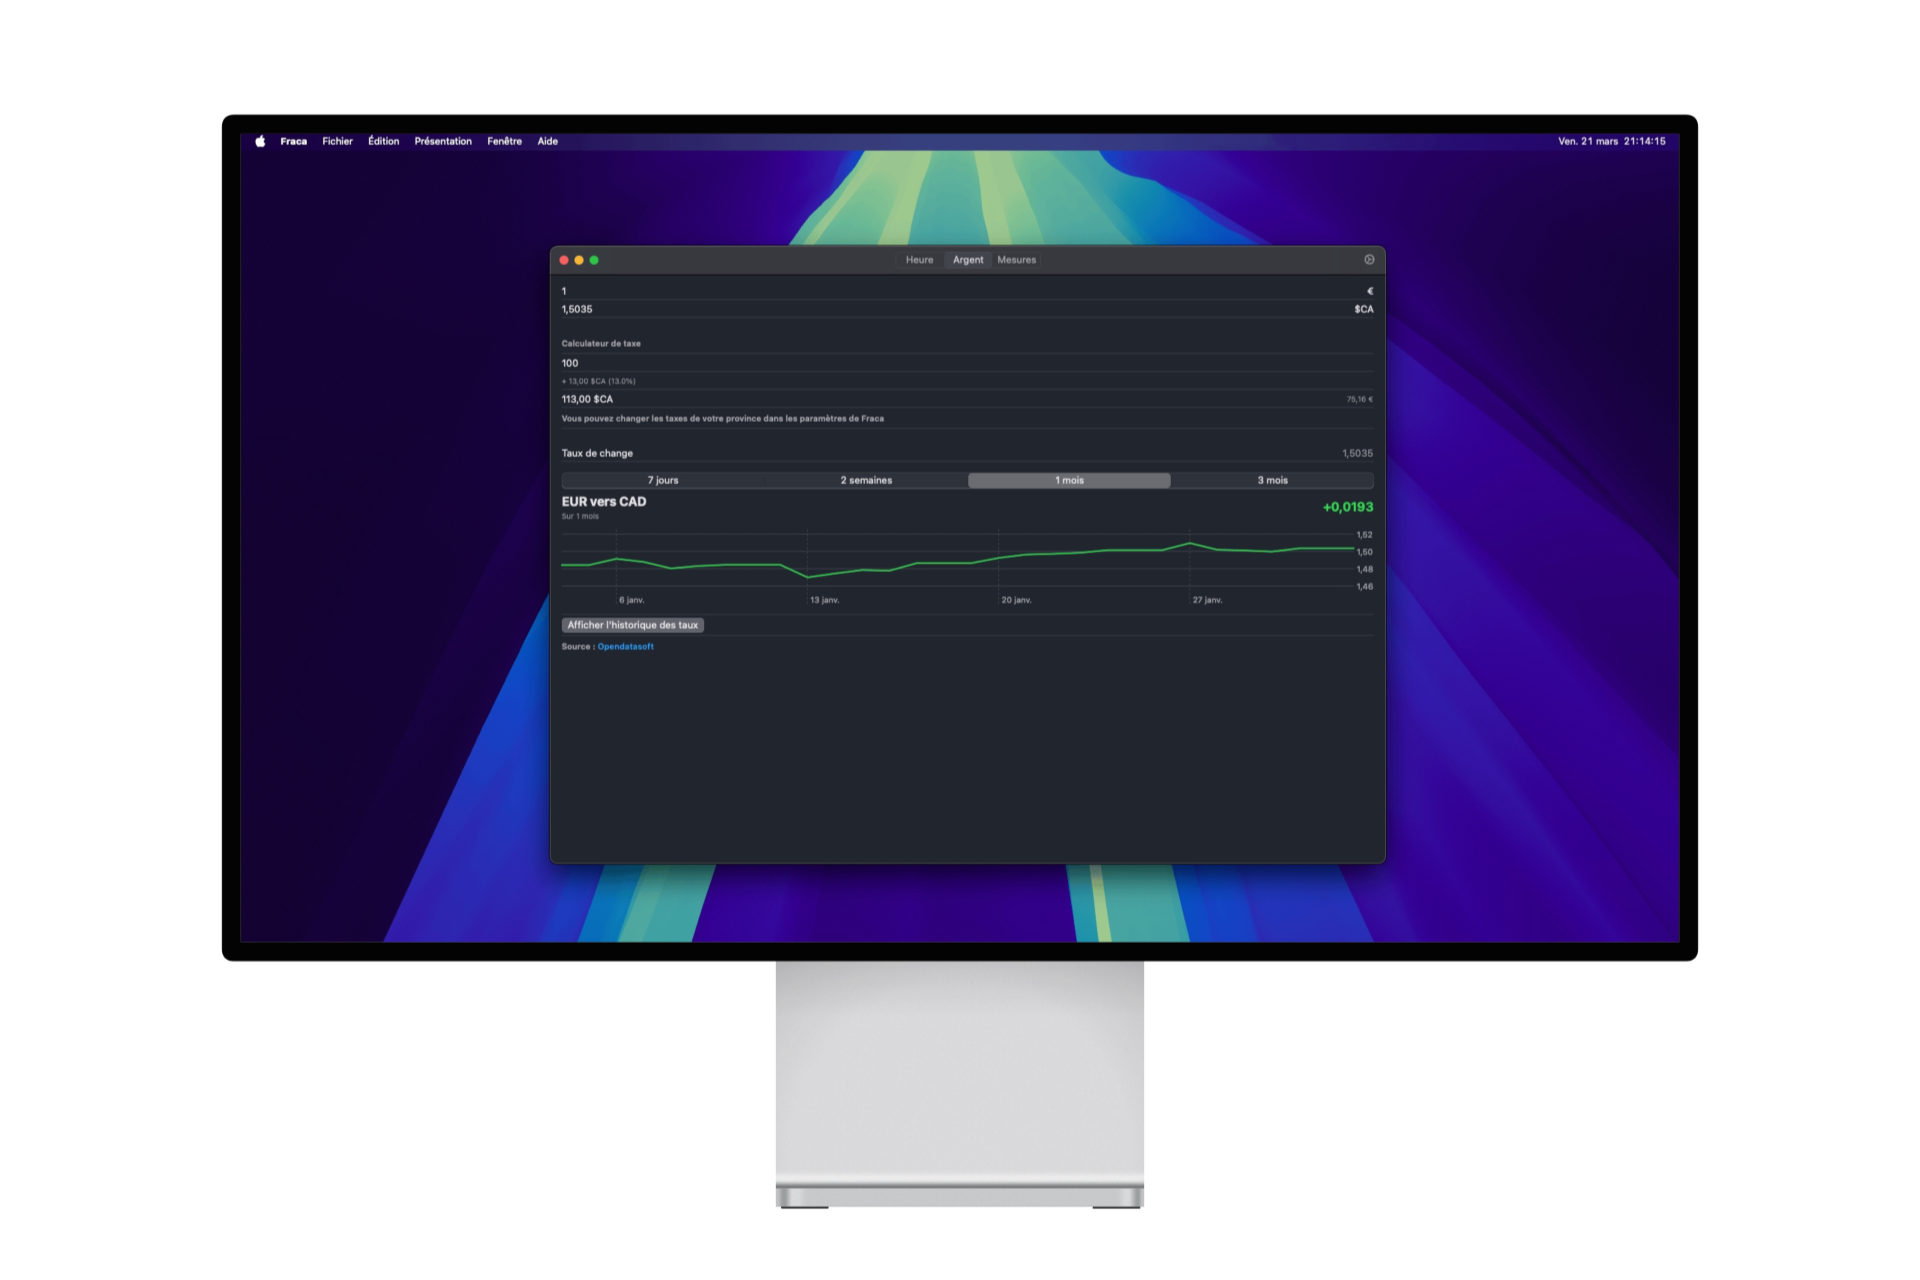 Fraca Fichier Édition Présentation Fenêtre Aide Ven. 21 mars 21:14:15
Heure Argent Mesures
1 €
1,5035 $CA
Calculateur de taxe
100
+ 13,00 $CA (13.0%)
113,00 $CA 75,16 €
Vous pouvez changer les taxes de votre province dans les paramètres de Fraca
Taux de change 1,5035
7 jours 2 semaines 1 mois 3 mois
EUR vers CAD +0,0193
Sur 1 mois
1,52
1,50
1,48
1,46
6 janv. 13 janv. 20 janv. 27 janv.
Afficher l'historique des taux
Source : Opendatasoft